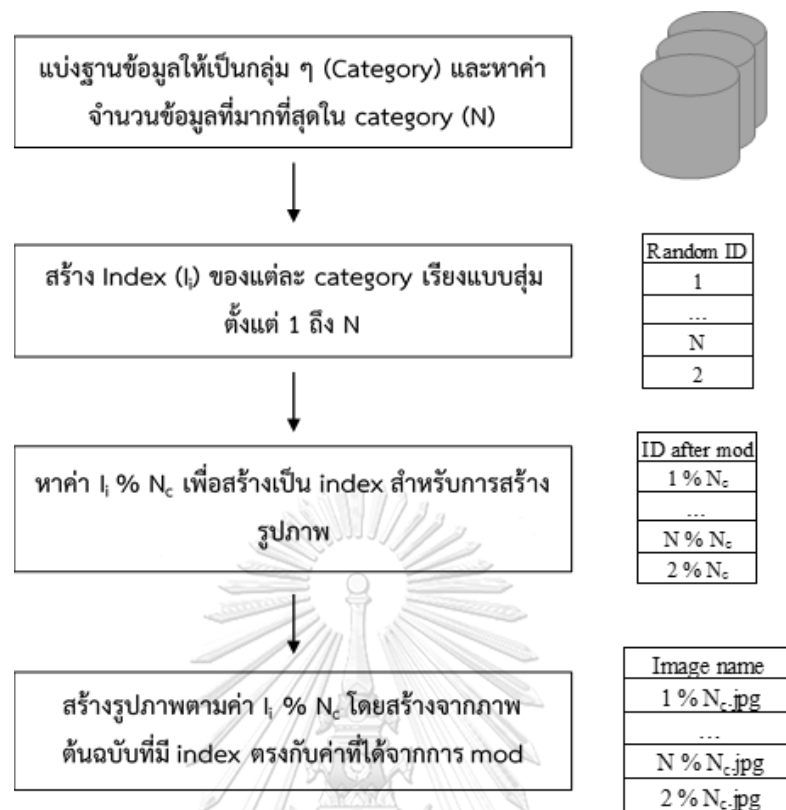 แบ่งฐานข้อมูลให้เป็นกลุ่ม ๆ (Category) และหาค่า
จำนวนข้อมูลที่มากที่สุดใน category (N)
สร้าง Index (Iᵢ) ของแต่ละ category เรียงแบบสุ่ม
ตั้งแต่ 1 ถึง N
Random ID
1
...
N
2
หาค่า Iᵢ % N꜀ เพื่อสร้างเป็น index สำหรับการสร้าง
รูปภาพ
ID after mod
1 % N꜀
...
N % N꜀
2 % N꜀
สร้างรูปภาพตามค่า Iᵢ % N꜀ โดยสร้างจากภาพ
ต้นฉบับที่มี index ตรงกับค่าที่ได้จากการ mod
Image name
1 % N꜀.jpg
...
N % N꜀.jpg
2 % N꜀.jpg